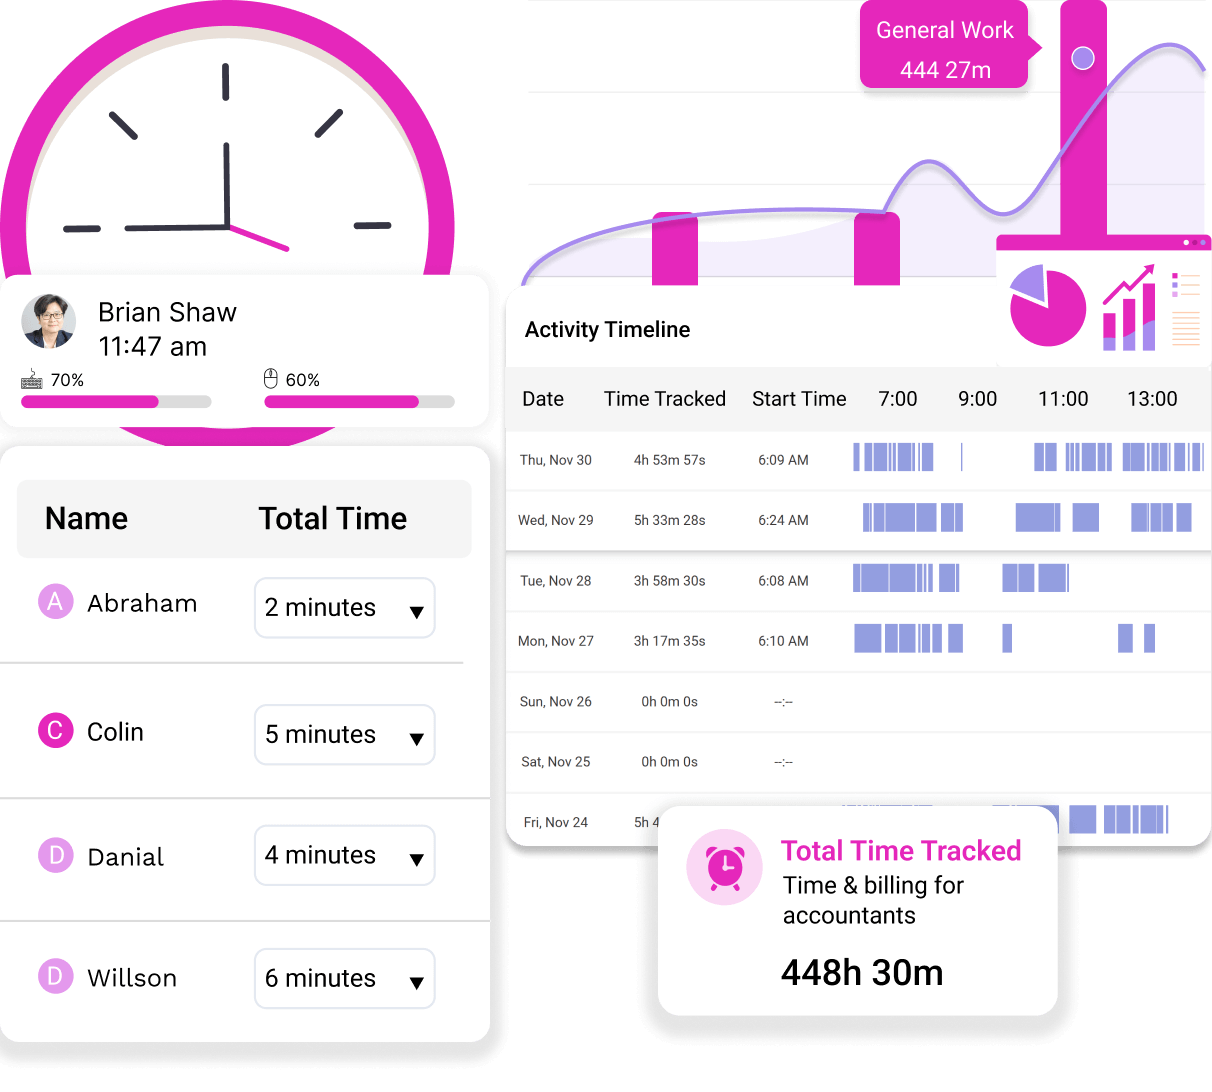 General Work
444 27m
Brian Shaw
11:47 am
70%
60%
Name Total Time
A Abraham 2 minutes
C Colin 5 minutes
D Danial 4 minutes
D Willson 6 minutes
Activity Timeline
Date Time Tracked Start Time 7:00 9:00 11:00 13:00
Thu, Nov 30 4h 53m 57s 6:09 AM
Wed, Nov 29 5h 33m 28s 6:24 AM
Tue, Nov 28 3h 58m 30s 6:08 AM
Mon, Nov 27 3h 17m 35s 6:10 AM
Sun, Nov 26 0h 0m 0s --:--
Sat, Nov 25 0h 0m 0s --:--
Fri, Nov 24 5h 4
Total Time Tracked
Time & billing for
accountants
448h 30m